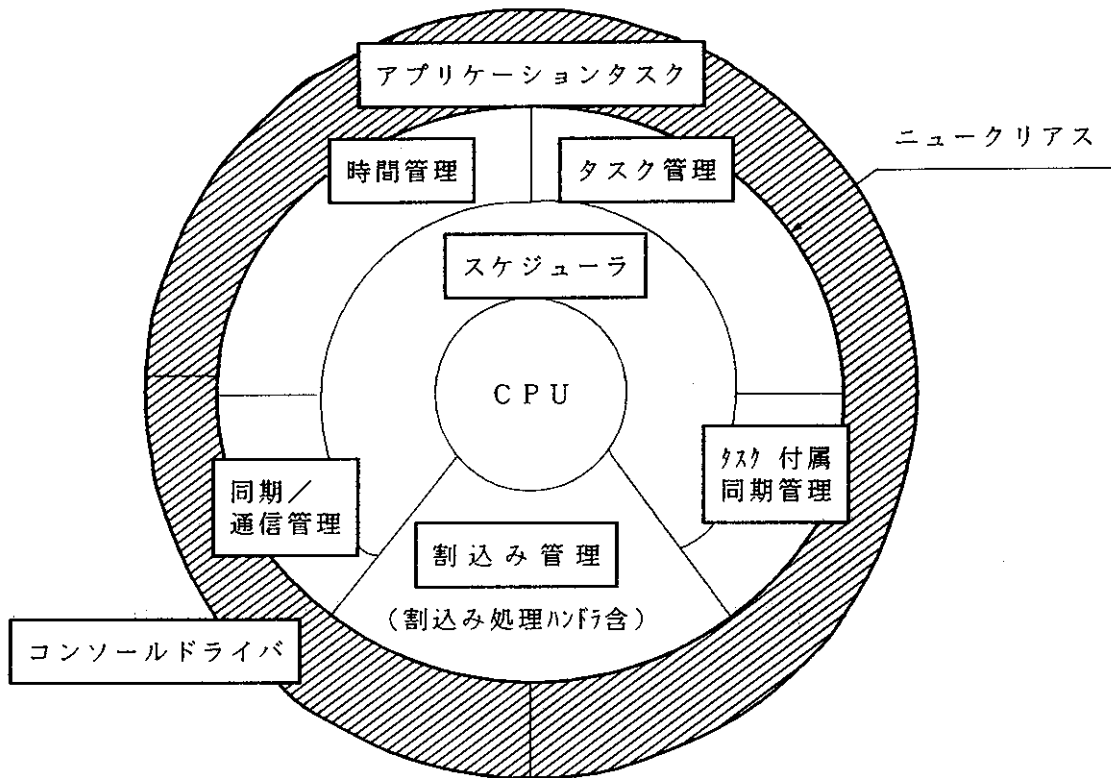 アプリケーションタスク
ニュークリアス
時間管理
タスク管理
スケジューラ
CPU
同期/
通信管理
タスク 付属
同期管理
割込み管理
(割込み処理ハンドラ含)
コンソールドライバ